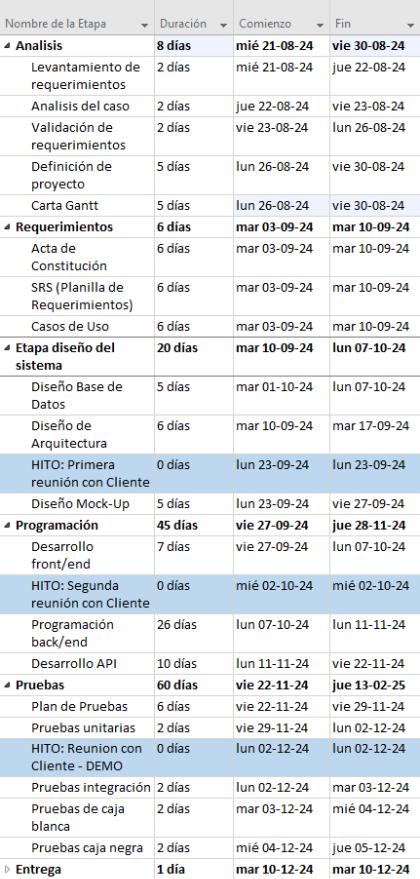 Nombre de la Etapa Duración Comienzo Fin
Analisis 8 días mié 21-08-24 vie 30-08-24
Levantamiento de requerimientos 2 días mié 21-08-24 jue 22-08-24
Analisis del caso 2 días jue 22-08-24 vie 23-08-24
Validación de requerimientos 2 días vie 23-08-24 lun 26-08-24
Definición de proyecto 5 días lun 26-08-24 vie 30-08-24
Carta Gantt 5 días lun 26-08-24 vie 30-08-24
Requerimientos 6 días mar 03-09-24 mar 10-09-24
Acta de Constitución 6 días mar 03-09-24 mar 10-09-24
SRS (Planilla de Requerimientos) 6 días mar 03-09-24 mar 10-09-24
Casos de Uso 6 días mar 03-09-24 mar 10-09-24
Etapa diseño del sistema 20 días mar 10-09-24 lun 07-10-24
Diseño Base de Datos 5 días mar 01-10-24 lun 07-10-24
Diseño de Arquitectura 6 días mar 10-09-24 mar 17-09-24
HITO: Primera reunión con Cliente 0 días lun 23-09-24 lun 23-09-24
Diseño Mock-Up 5 días lun 23-09-24 vie 27-09-24
Programación 45 días vie 27-09-24 jue 28-11-24
Desarrollo front/end 7 días vie 27-09-24 lun 07-10-24
HITO: Segunda reunión con Cliente 0 días mié 02-10-24 mié 02-10-24
Programación back/end 26 días lun 07-10-24 lun 11-11-24
Desarrollo API 10 días lun 11-11-24 vie 22-11-24
Pruebas 60 días vie 22-11-24 jue 13-02-25
Plan de Pruebas 6 días vie 22-11-24 vie 29-11-24
Pruebas unitarias 2 días vie 29-11-24 lun 02-12-24
HITO: Reunion con Cliente - DEMO 0 días lun 02-12-24 lun 02-12-24
Pruebas integración 2 días lun 02-12-24 mar 03-12-24
Pruebas de caja blanca 2 días mar 03-12-24 mié 04-12-24
Pruebas caja negra 2 días mié 04-12-24 jue 05-12-24
Entrega 1 día mar 10-12-24 mar 10-12-24